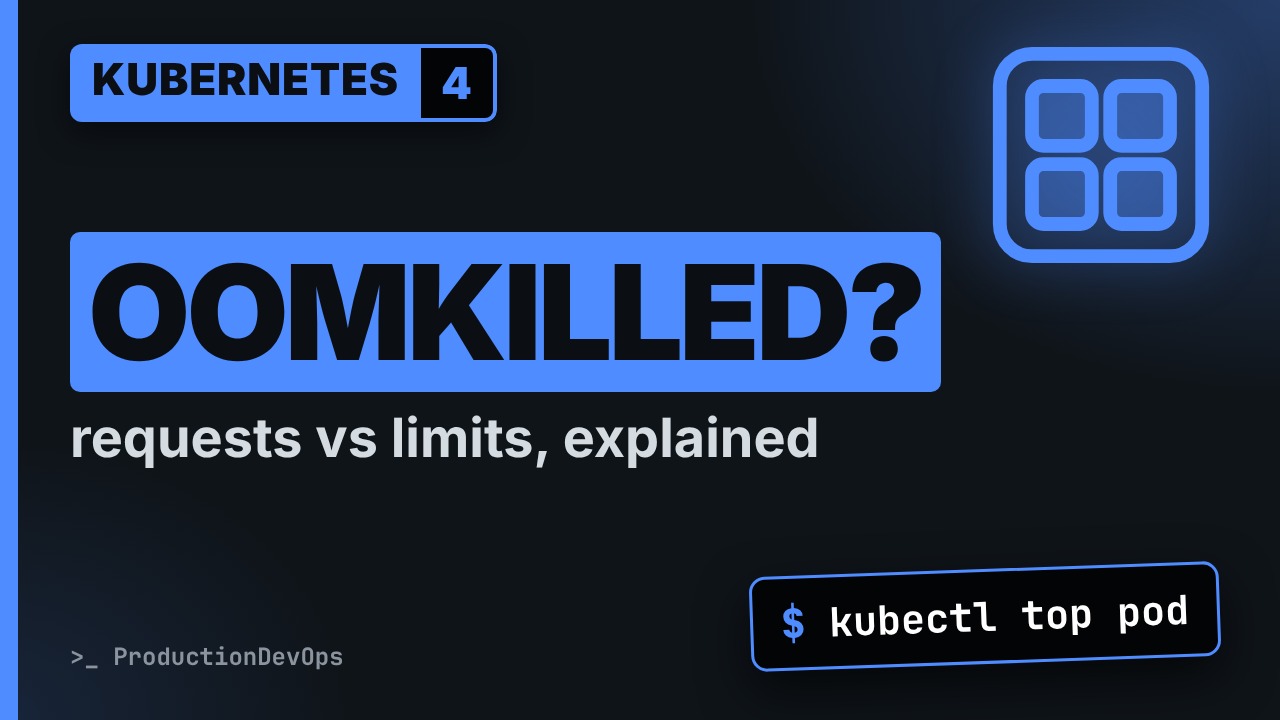 KUBERNETES 4
OOMKILLED?
requests vs limits, explained
$ kubectl top pod
>_ ProductionDevOps